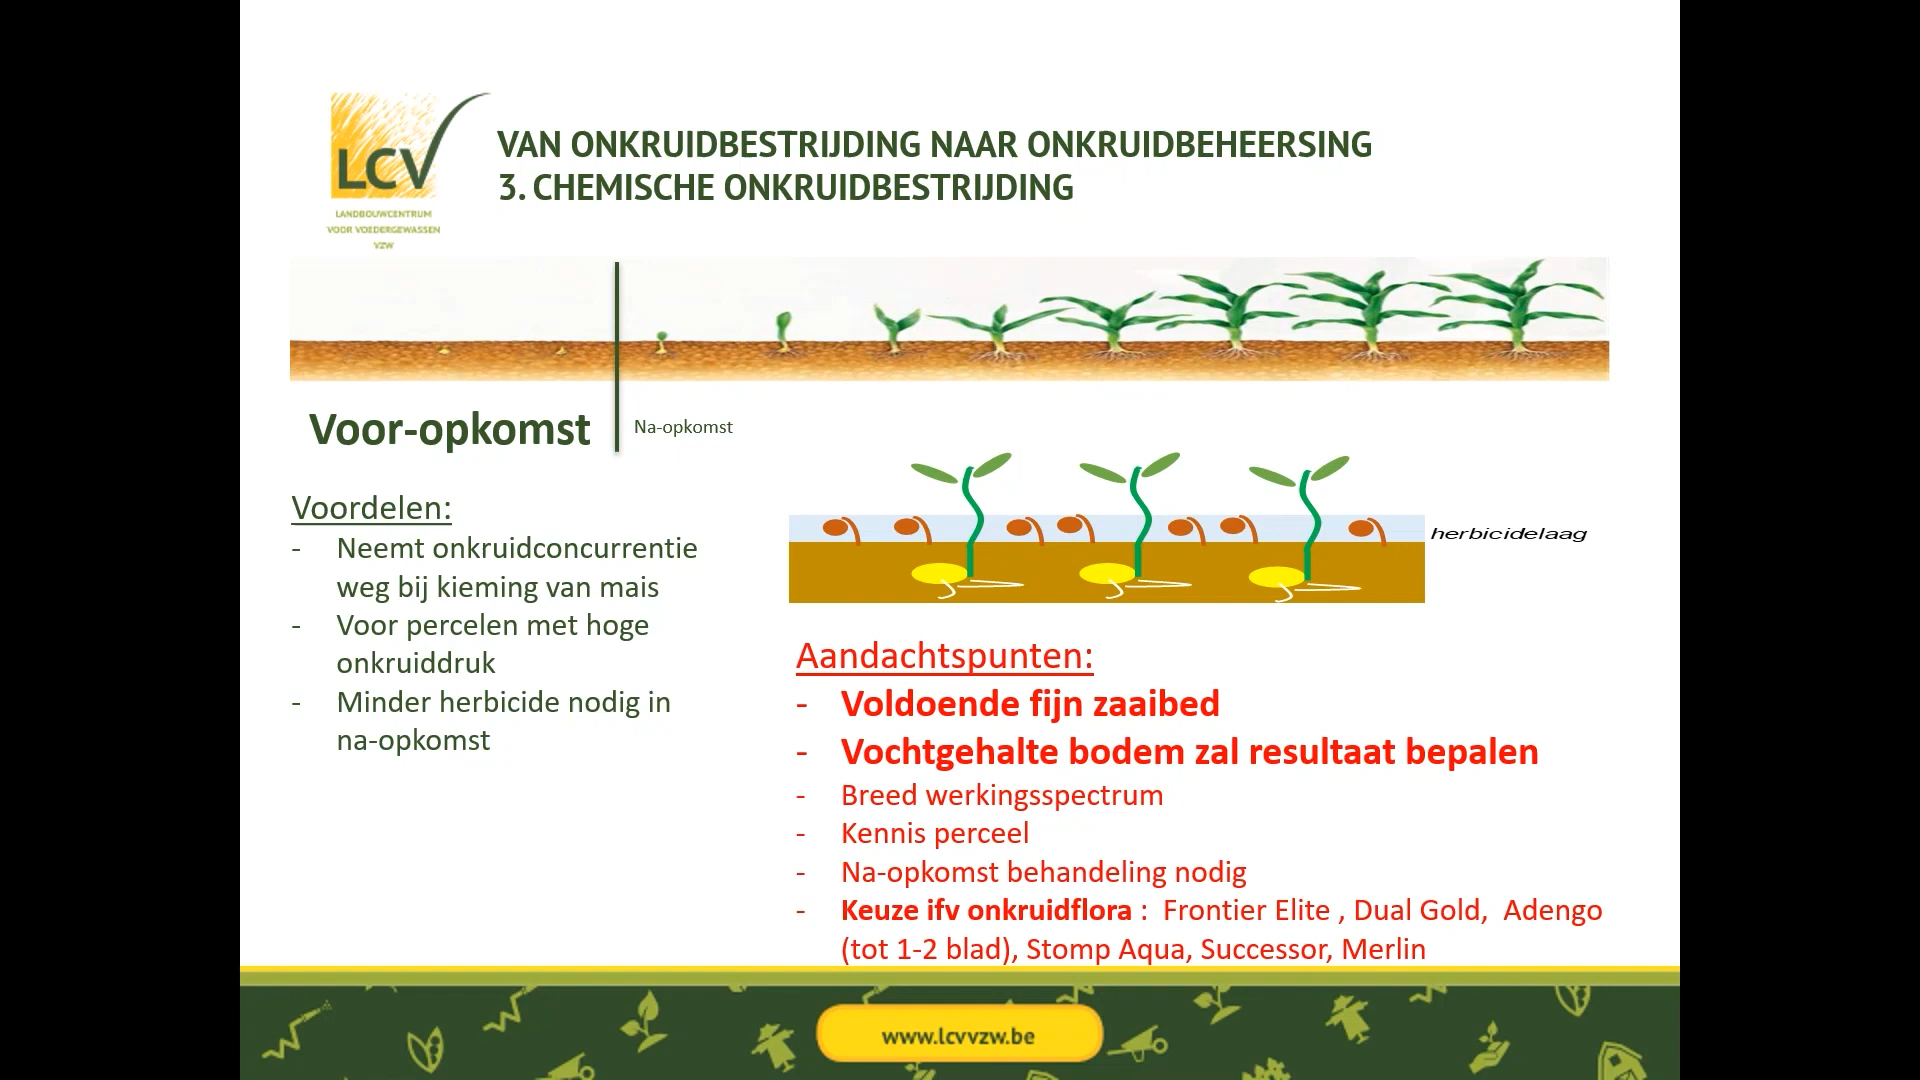 LCV
LANDBOUWCENTRUM
VOOR VOEDERGEWASSEN
VZW
VAN ONKRUIDBESTRIJDING NAAR ONKRUIDBEHEERSING
3. CHEMISCHE ONKRUIDBESTRIJDING
Voor-opkomst
Na-opkomst
Voordelen:
- Neemt onkruidconcurrentie
weg bij kieming van mais
- Voor percelen met hoge
onkruiddruk
- Minder herbicide nodig in
na-opkomst
herbicidelaag
Aandachtspunten:
- Voldoende fijn zaaibed
- Vochtgehalte bodem zal resultaat bepalen
- Breed werkingsspectrum
- Kennis perceel
- Na-opkomst behandeling nodig
- Keuze ifv onkruidflora : Frontier Elite , Dual Gold, Adengo
(tot 1-2 blad), Stomp Aqua, Successor, Merlin
www.lcvvzw.be